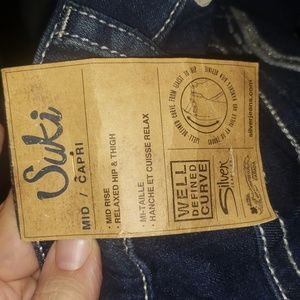 Suki
MID / CAPRI
· MID RISE
· RELAXED HIP & THIGH
· MI-TAILLE
· HANCHE ET CUISSE RELAX
silverjeans.com
WELL
DEFINED
CURVE
Silver